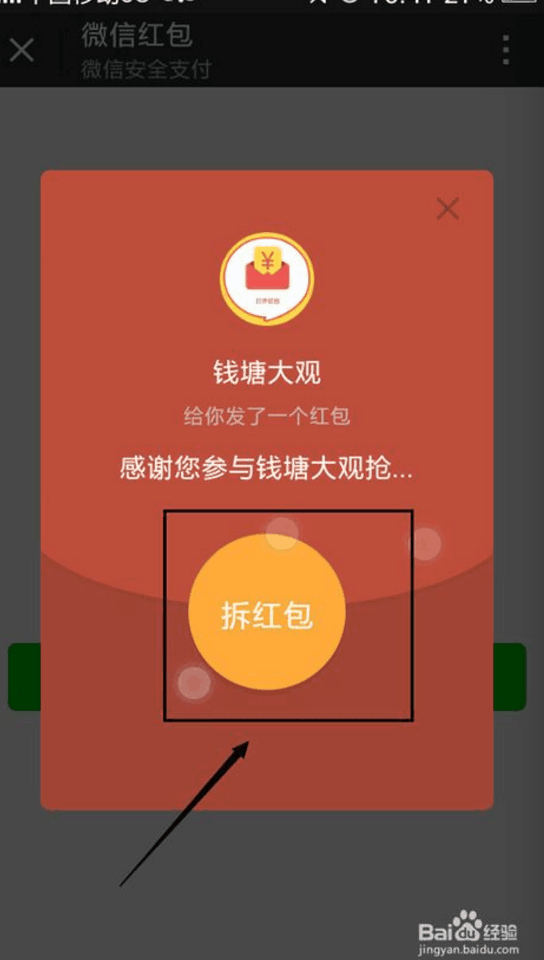 微信红包
微信安全支付
钱塘大观
给你发了一个红包
感谢您参与钱塘大观抢...
拆红包
Baidu经验
jingyan.baidu.com